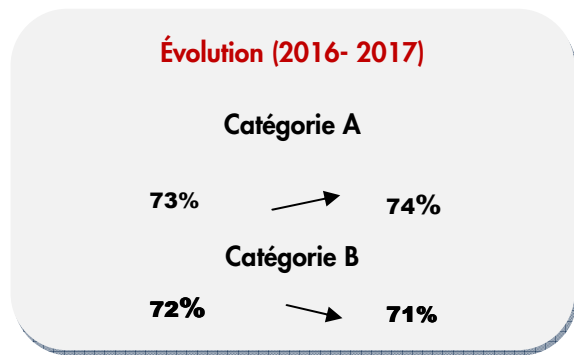 Évolution (2016- 2017)
Catégorie A
73% 74%
Catégorie B
72% 71%